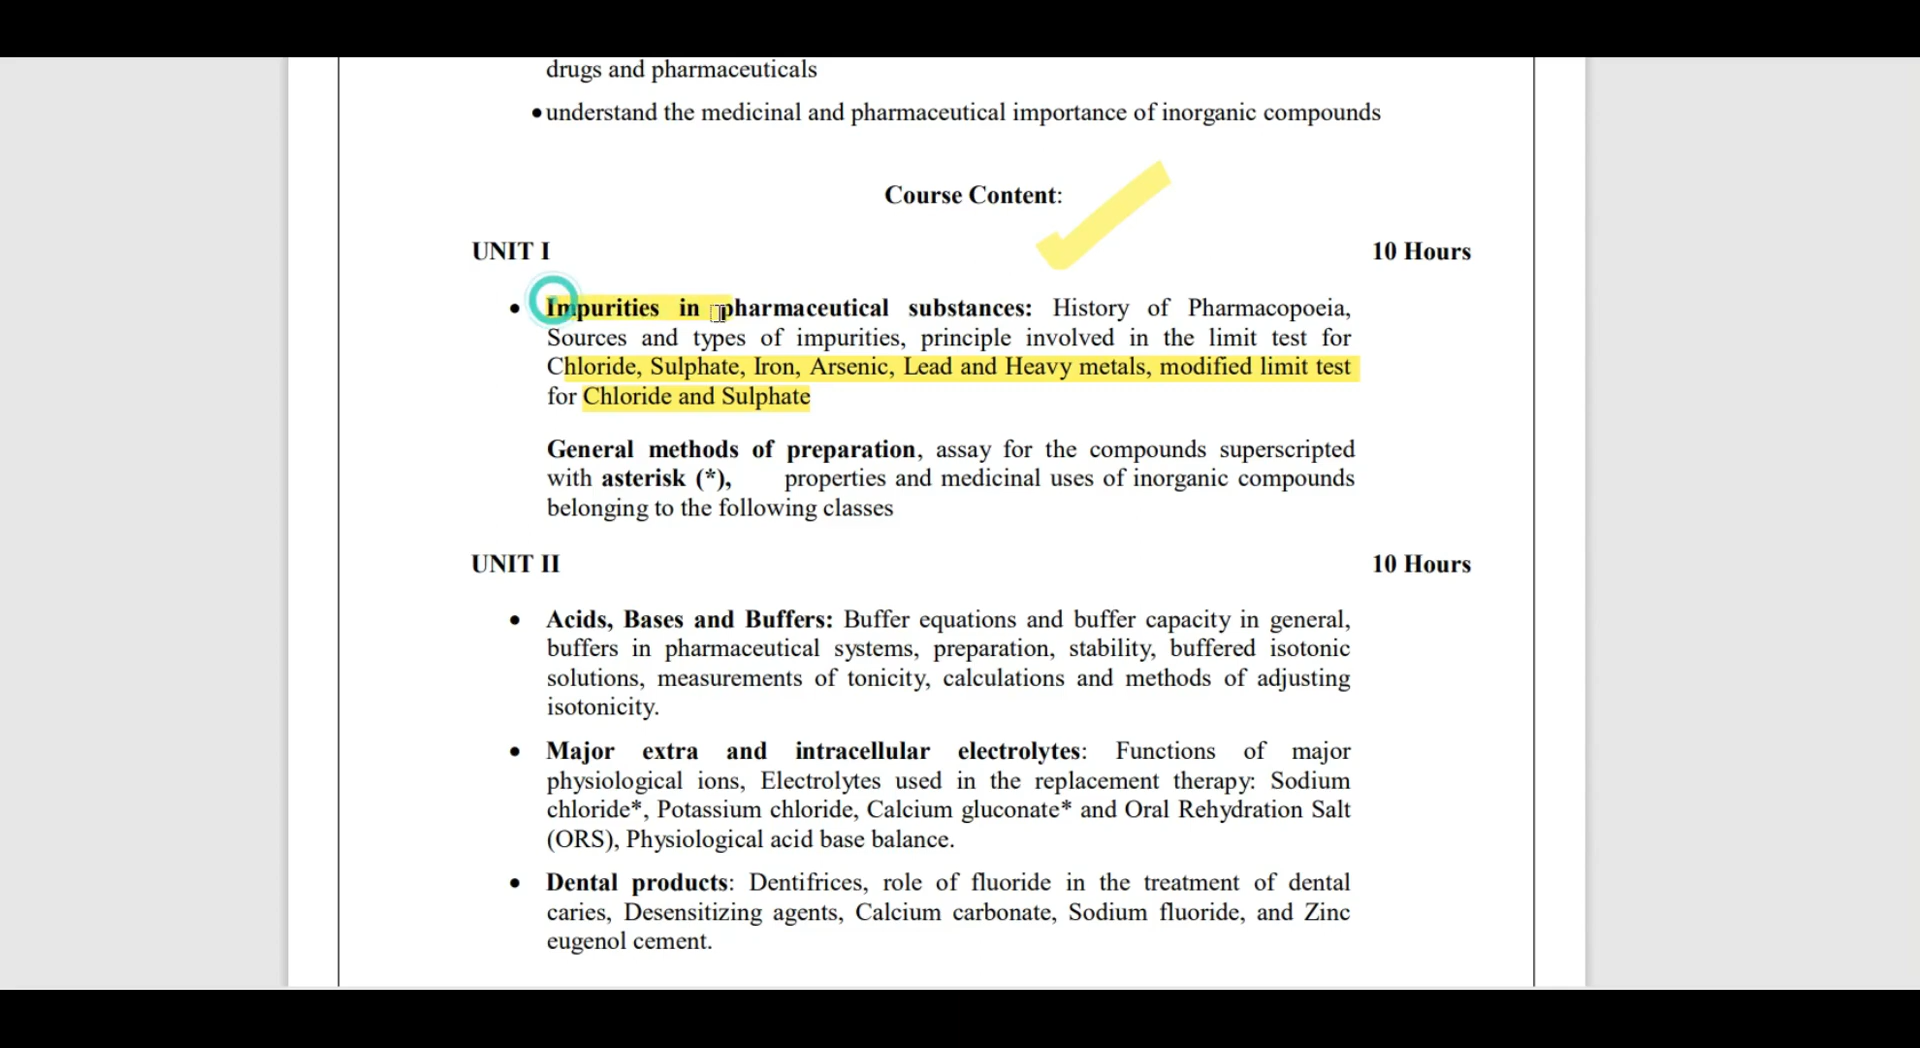 drugs and pharmaceuticals
• understand the medicinal and pharmaceutical importance of inorganic compounds
Course Content:
UNIT I 10 Hours
• Impurities in pharmaceutical substances: History of Pharmacopoeia,
Sources and types of impurities, principle involved in the limit test for
Chloride, Sulphate, Iron, Arsenic, Lead and Heavy metals, modified limit test
for Chloride and Sulphate
General methods of preparation, assay for the compounds superscripted
with asterisk (*), properties and medicinal uses of inorganic compounds
belonging to the following classes
UNIT II 10 Hours
• Acids, Bases and Buffers: Buffer equations and buffer capacity in general,
buffers in pharmaceutical systems, preparation, stability, buffered isotonic
solutions, measurements of tonicity, calculations and methods of adjusting
isotonicity.
• Major extra and intracellular electrolytes: Functions of major
physiological ions, Electrolytes used in the replacement therapy: Sodium
chloride*, Potassium chloride, Calcium gluconate* and Oral Rehydration Salt
(ORS), Physiological acid base balance.
• Dental products: Dentifrices, role of fluoride in the treatment of dental
caries, Desensitizing agents, Calcium carbonate, Sodium fluoride, and Zinc
eugenol cement.